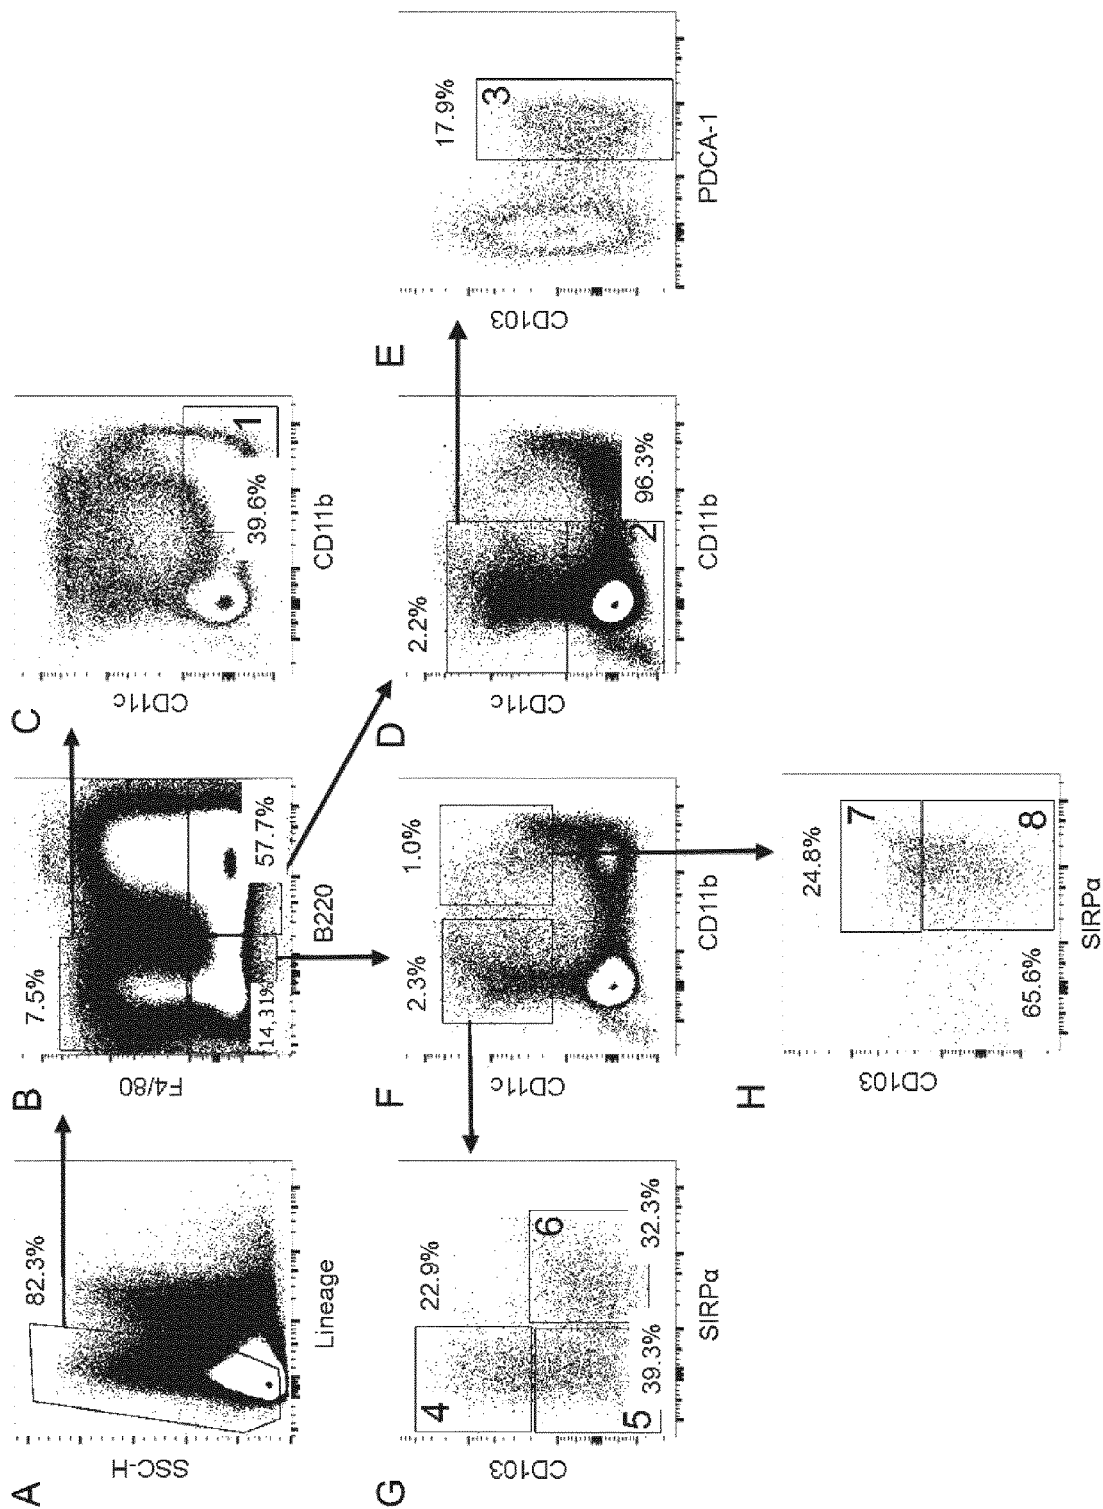 A
82.3%
SSC-H
Lineage
B
7.5%
14.31%
57.7%
F4/80
B220
C
39.6%
1
CD11c
CD11b
D
2.2%
96.3%
2
CD11c
CD11b
E
17.9%
3
CD103
PDCA-1
F
2.3%
1.0%
CD11c
CD11b
G
22.9%
4
5
6
39.3%
32.3%
CD103
SIRPα
H
24.8%
7
8
65.6%
CD103
SIRPα